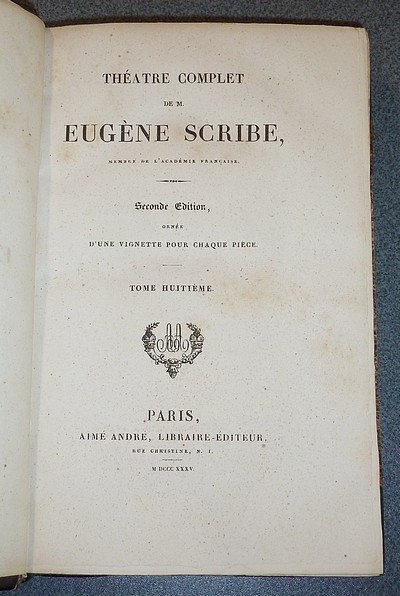 THÉATRE COMPLET
DE M.
EUGÈNE SCRIBE,
MEMBRE DE L'ACADÉMIE FRANÇAISE.
Seconde Edition,
ORNÉE
D'UNE VIGNETTE POUR CHAQUE PIÈCE.
TOME HUITIÈME.
PARIS,
AIMÉ ANDRE, LIBRAIRE-ÉDITEUR,
RUE CHRISTINE, N. 1.
M DCCC XXXV.